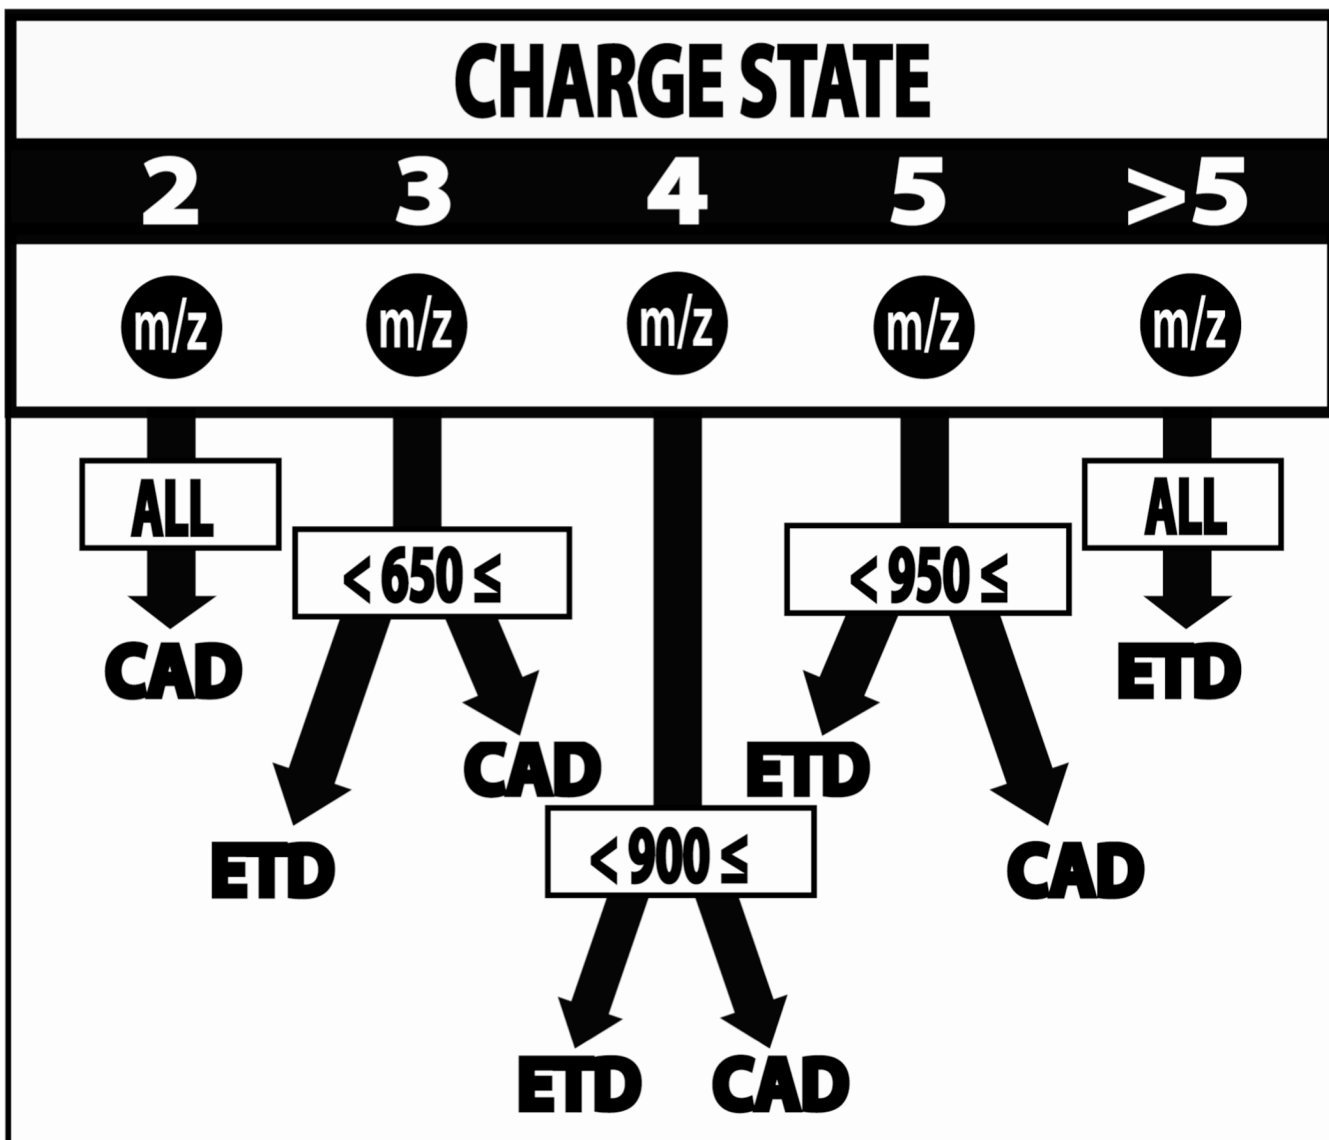 CHARGE STATE
2 3 4 5 >5
m/z m/z m/z m/z m/z
ALL ALL
< 650 ≤ < 950 ≤
CAD ETD
CAD ETD
< 900 ≤
ETD CAD
ETD CAD